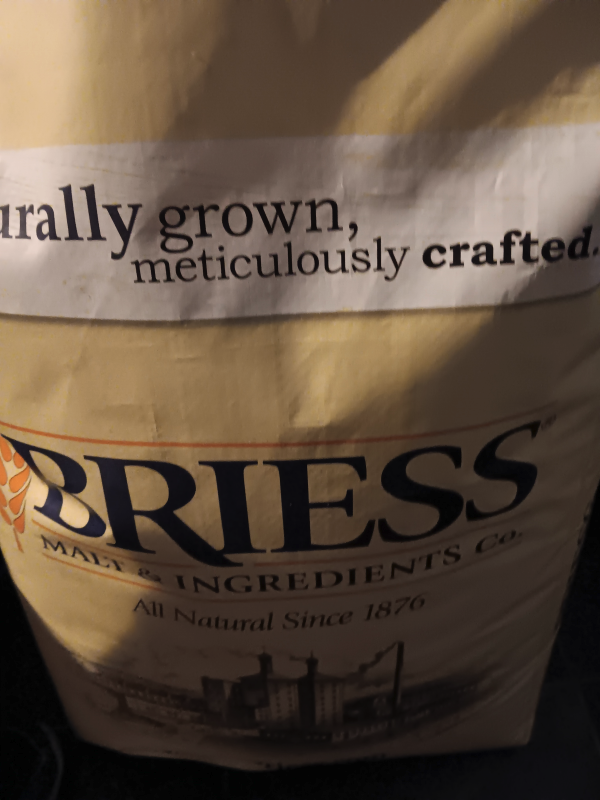 urally grown,
meticulously crafted.
BRIESS
MALT & INGREDIENTS Co.
All Natural Since 1876